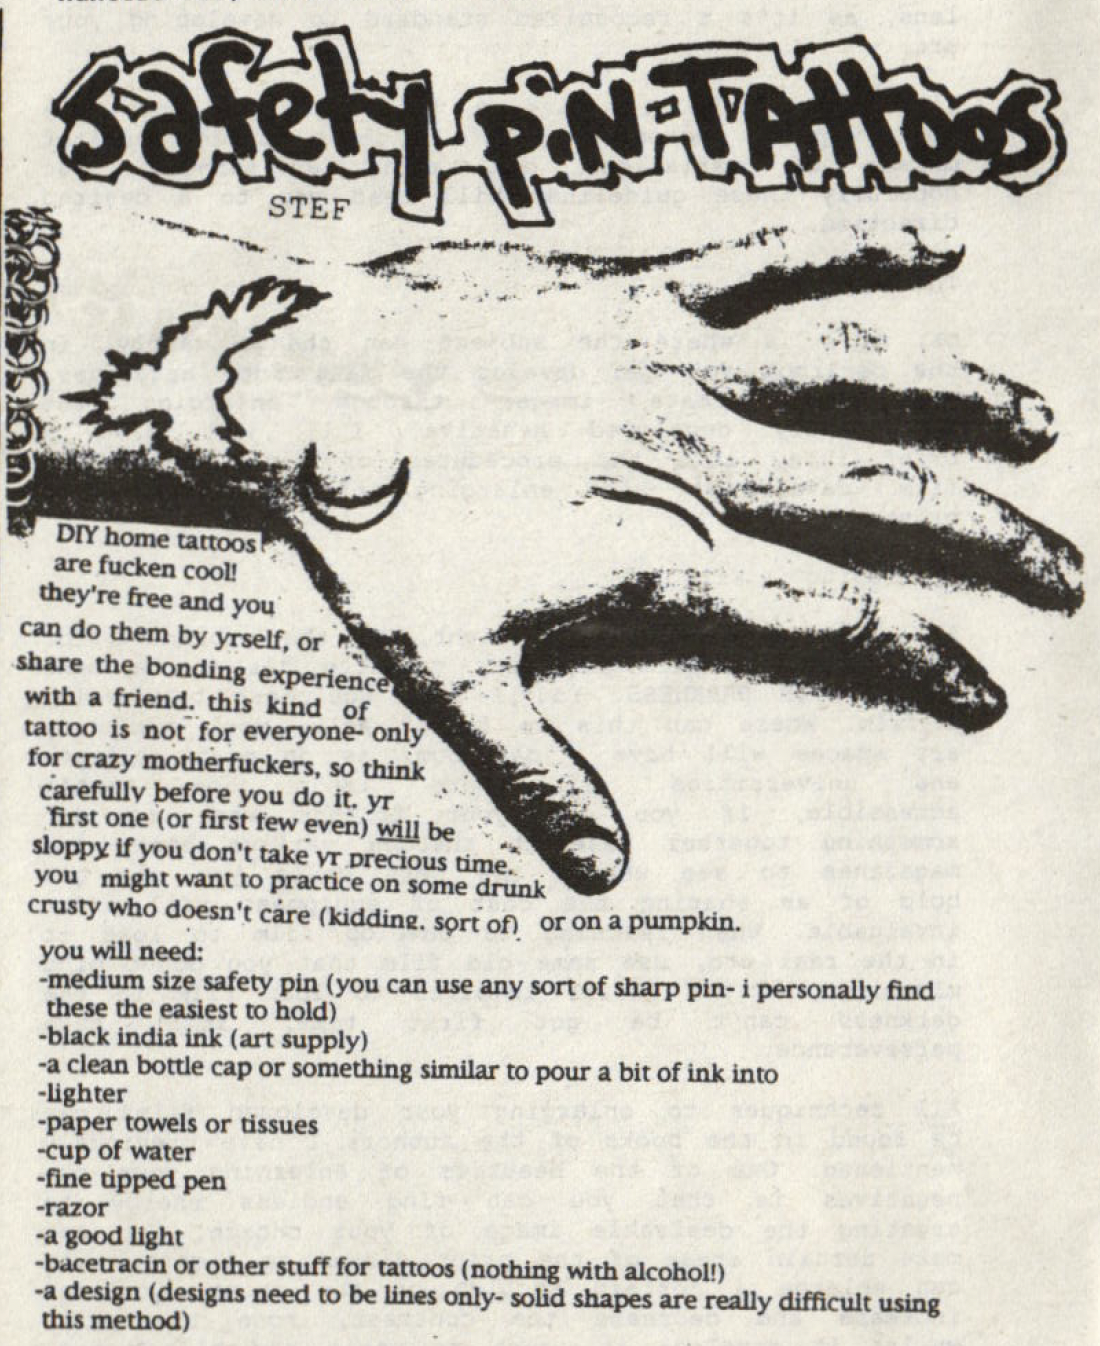 Safety pin-Tattoos
STEF
DIY home tattoos
are fucken cool!
they're free and you
can do them by yrself, or
share the bonding experience
with a friend. this kind of
tattoo is not for everyone- only
for crazy motherfuckers, so think
carefully before you do it. yr
first one (or first few even) will be
sloppy if you don't take yr precious time.
you might want to practice on some drunk
crusty who doesn't care (kidding. sort of) or on a pumpkin.
you will need:
-medium size safety pin (you can use any sort of sharp pin- i personally find
these the easiest to hold)
-black india ink (art supply)
-a clean bottle cap or something similar to pour a bit of ink into
-lighter
-paper towels or tissues
-cup of water
-fine tipped pen
-razor
-a good light
-bacetracin or other stuff for tattoos (nothing with alcohol!)
-a design (designs need to be lines only- solid shapes are really difficult using
this method)